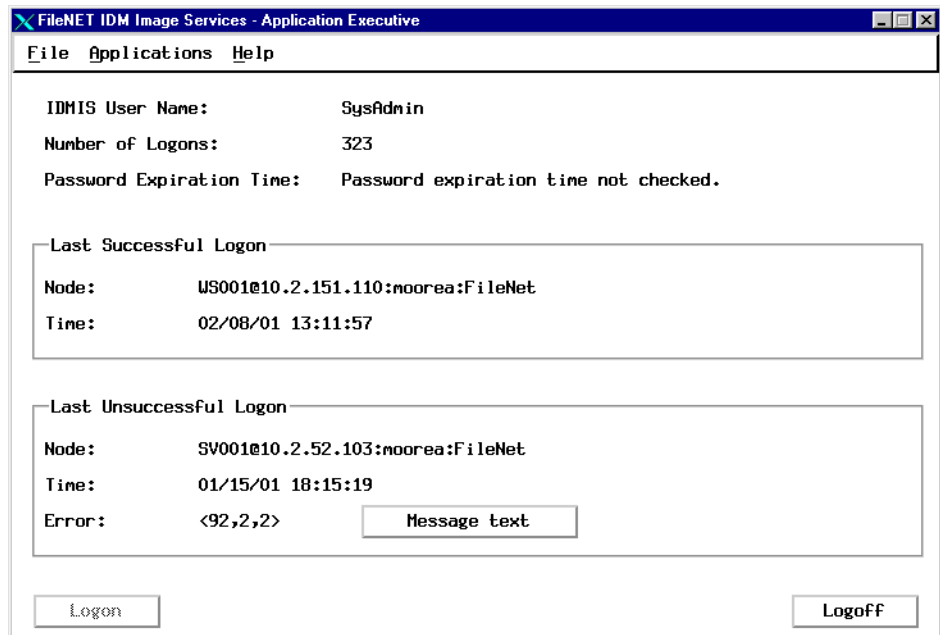 FileNET IDM Image Services - Application Executive
File Applications Help
IDMIS User Name: SysAdmin
Number of Logons: 323
Password Expiration Time: Password expiration time not checked.
Last Successful Logon
Node: WS001@10.2.151.110:moorea:FileNet
Time: 02/08/01 13:11:57
Last Unsuccessful Logon
Node: SV001@10.2.52.103:moorea:FileNet
Time: 01/15/01 18:15:19
Error: <92,2,2> Message text
Logon Logoff